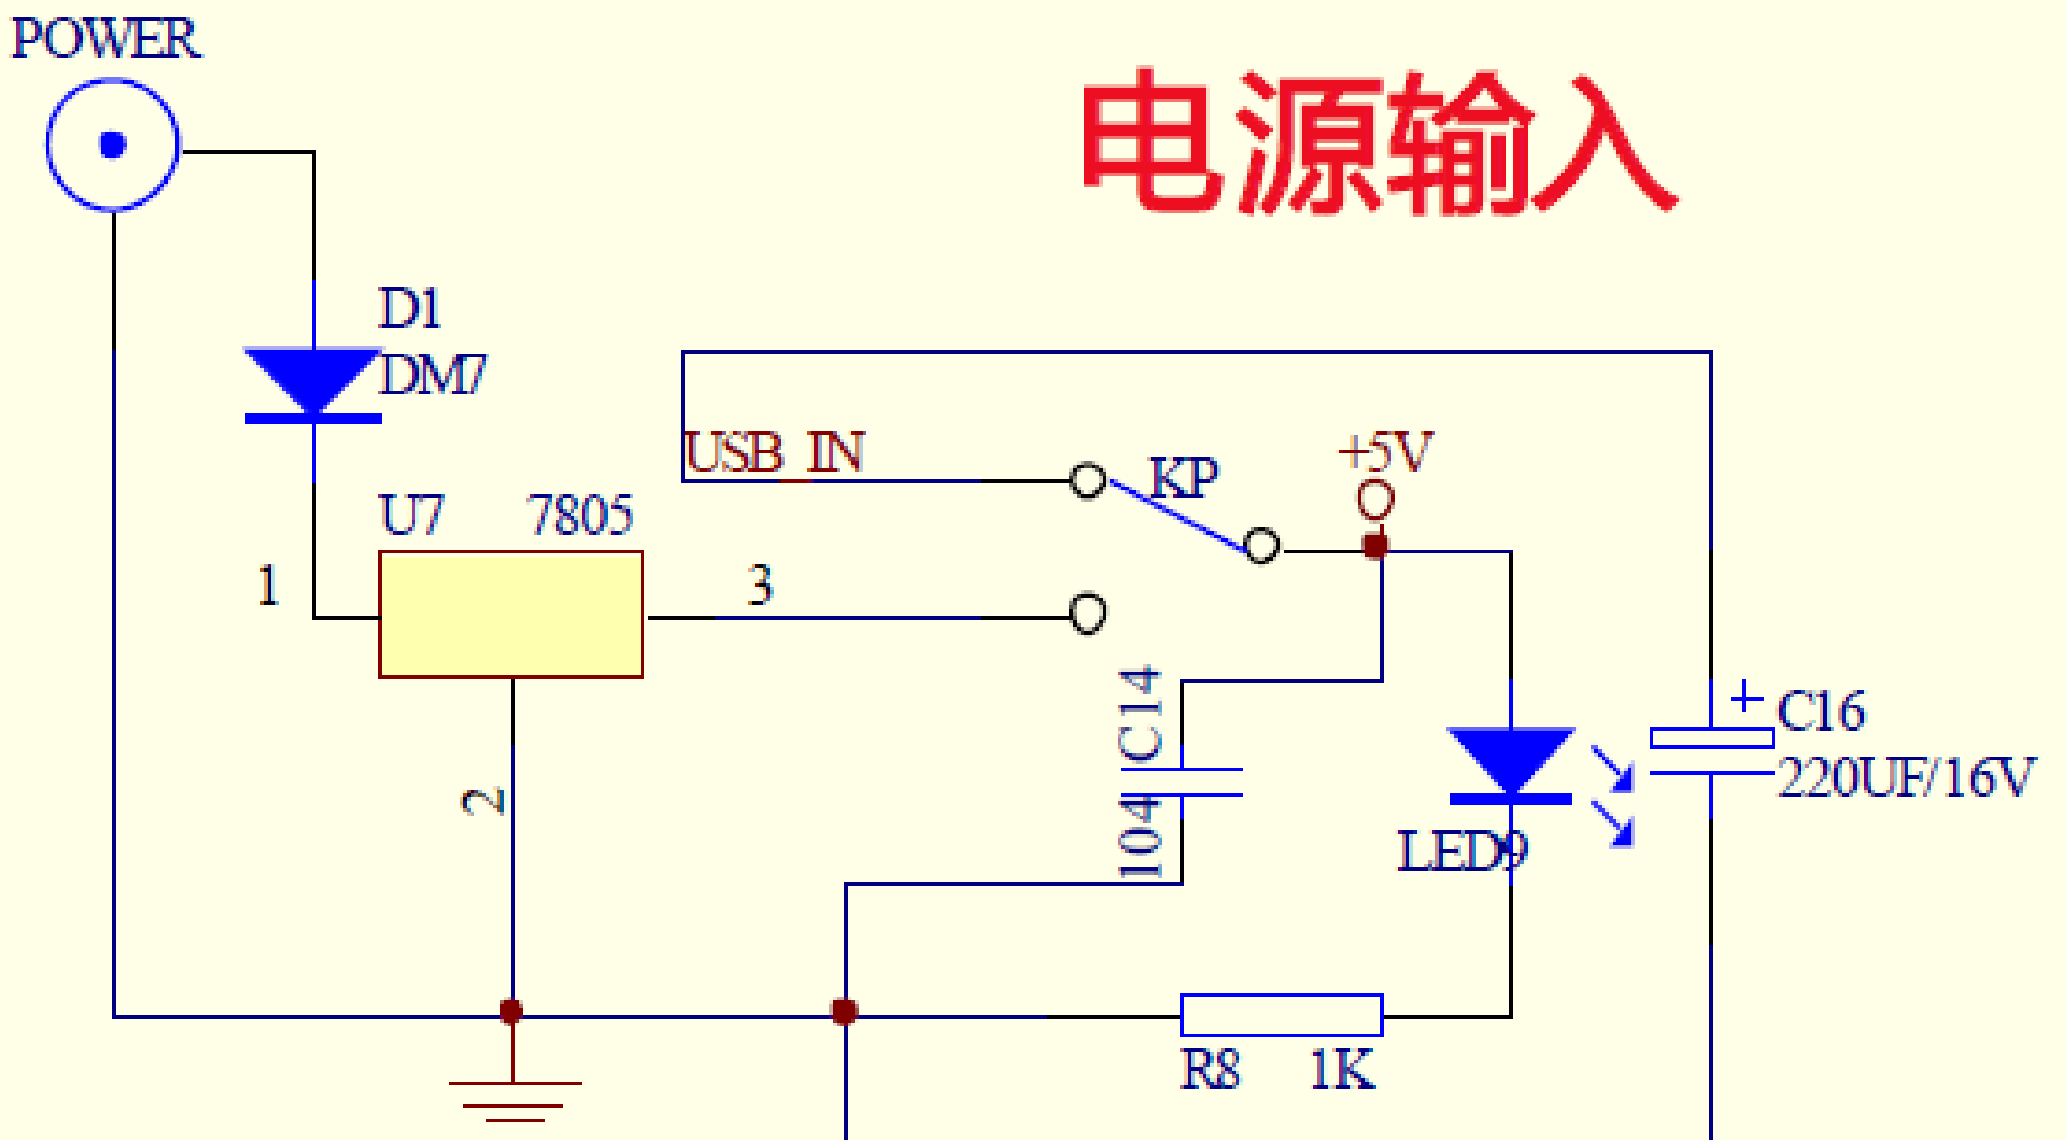 POWER
电源输入
D1
DM7
USB_IN
KP
+5V
U7 7805
1
3
C14
104
+
C16
220UF/16V
2
LED9
R8 1K